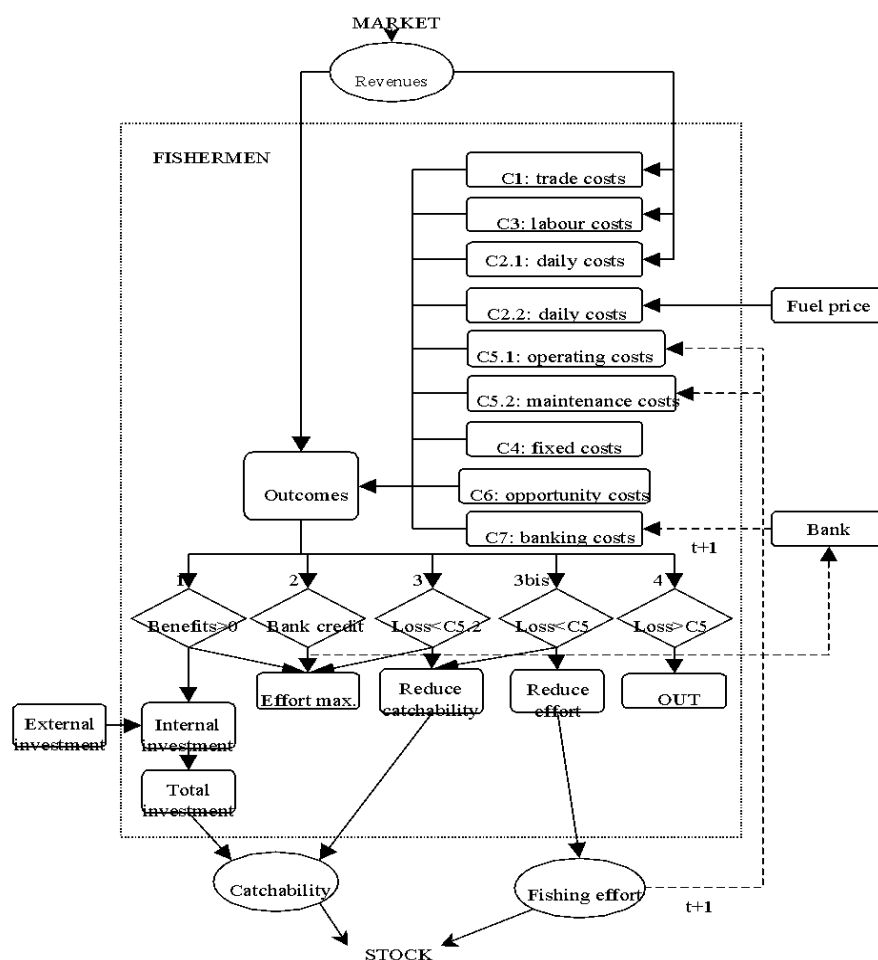 MARKET
Revenues
FISHERMEN
C1: trade costs
C3: labour costs
C2.1: daily costs
C2.2: daily costs
Fuel price
C5.1: operating costs
C5.2: maintenance costs
C4: fixed costs
Outcomes
C6: opportunity costs
C7: banking costs
Bank
t+1
1
2
3
3bis
4
Benefits>0
Bank credit
Loss<C5.2
Loss<C5
Loss>C5
Effort max.
Reduce
catchability
Reduce
effort
OUT
External
investment
Internal
investment
Total
investment
Catchability
Fishing effort
t+1
STOCK